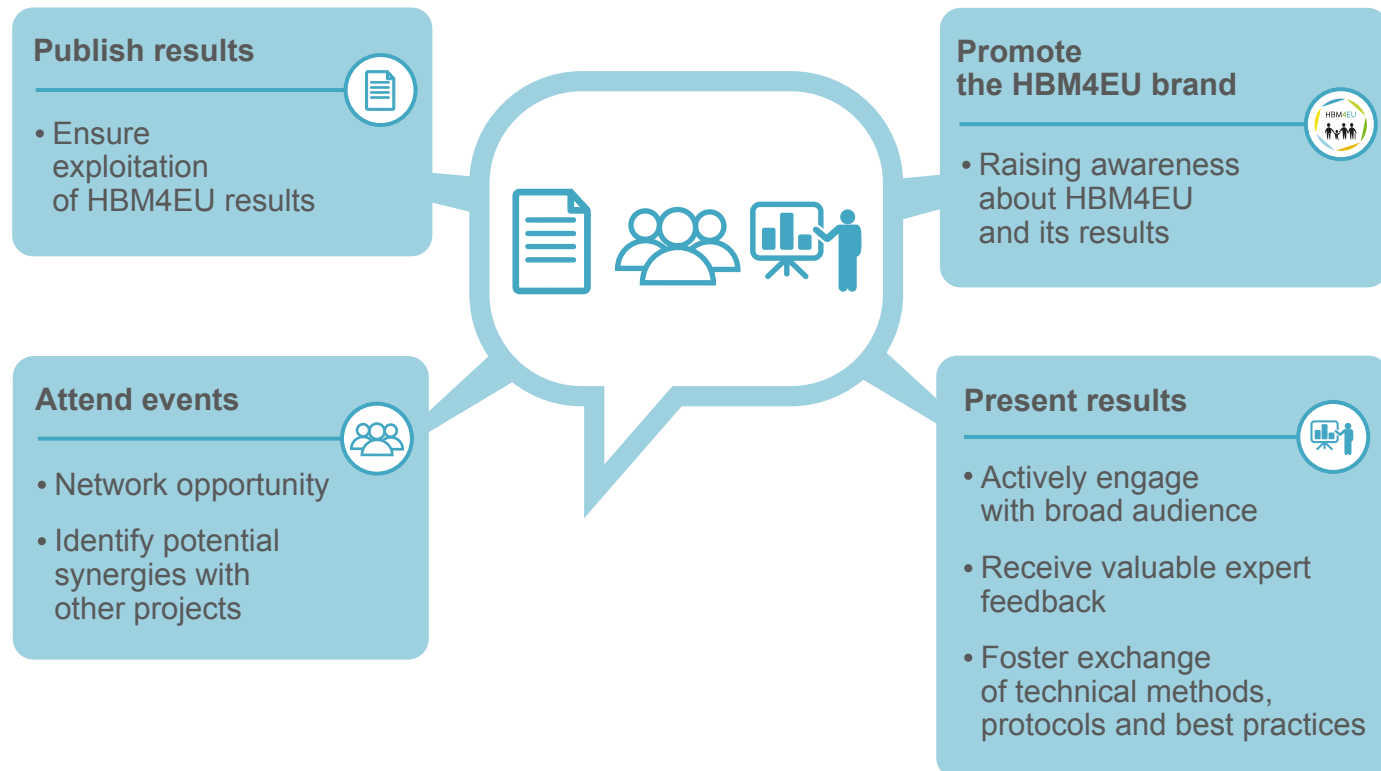 Publish results
• Ensure
exploitation
of HBM4EU results
Promote
the HBM4EU brand
HBM4EU
• Raising awareness
about HBM4EU
and its results
Attend events
• Network opportunity
• Identify potential
synergies with
other projects
Present results
• Actively engage
with broad audience
• Receive valuable expert
feedback
• Foster exchange
of technical methods,
protocols and best practices